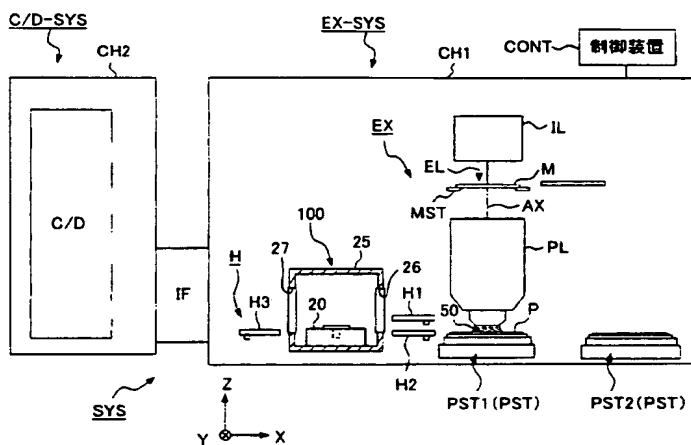 C/D-SYS
EX-SYS
CH2
CH1
CONT
制御装置
EX
IL
EL
M
MST
AX
C/D
100
25
PL
27
26
H
H1
IF
H3
20
50
P
H2
SYS
Z
Y
X
PST1(PST)
PST2(PST)